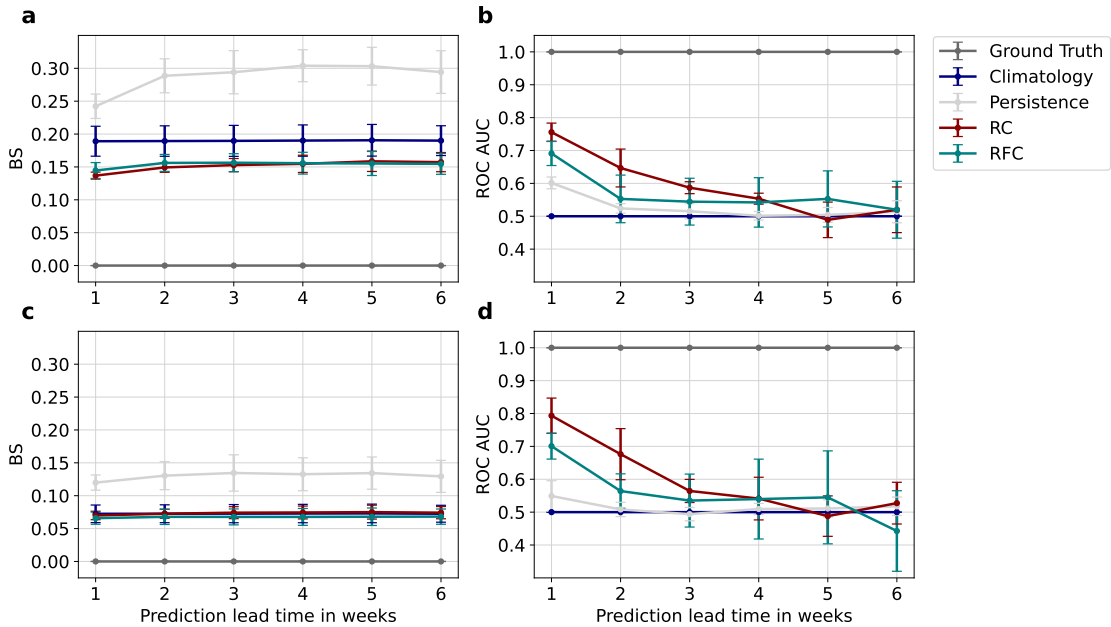 a
BS
0.30
0.25
0.20
0.15
0.10
0.05
0.00
1 2 3 4 5 6
b
ROC AUC
1.0
0.9
0.8
0.7
0.6
0.5
0.4
1 2 3 4 5 6
Ground Truth
Climatology
Persistence
RC
RFC
c
BS
0.30
0.25
0.20
0.15
0.10
0.05
0.00
1 2 3 4 5 6
Prediction lead time in weeks
d
ROC AUC
1.0
0.9
0.8
0.7
0.6
0.5
0.4
1 2 3 4 5 6
Prediction lead time in weeks